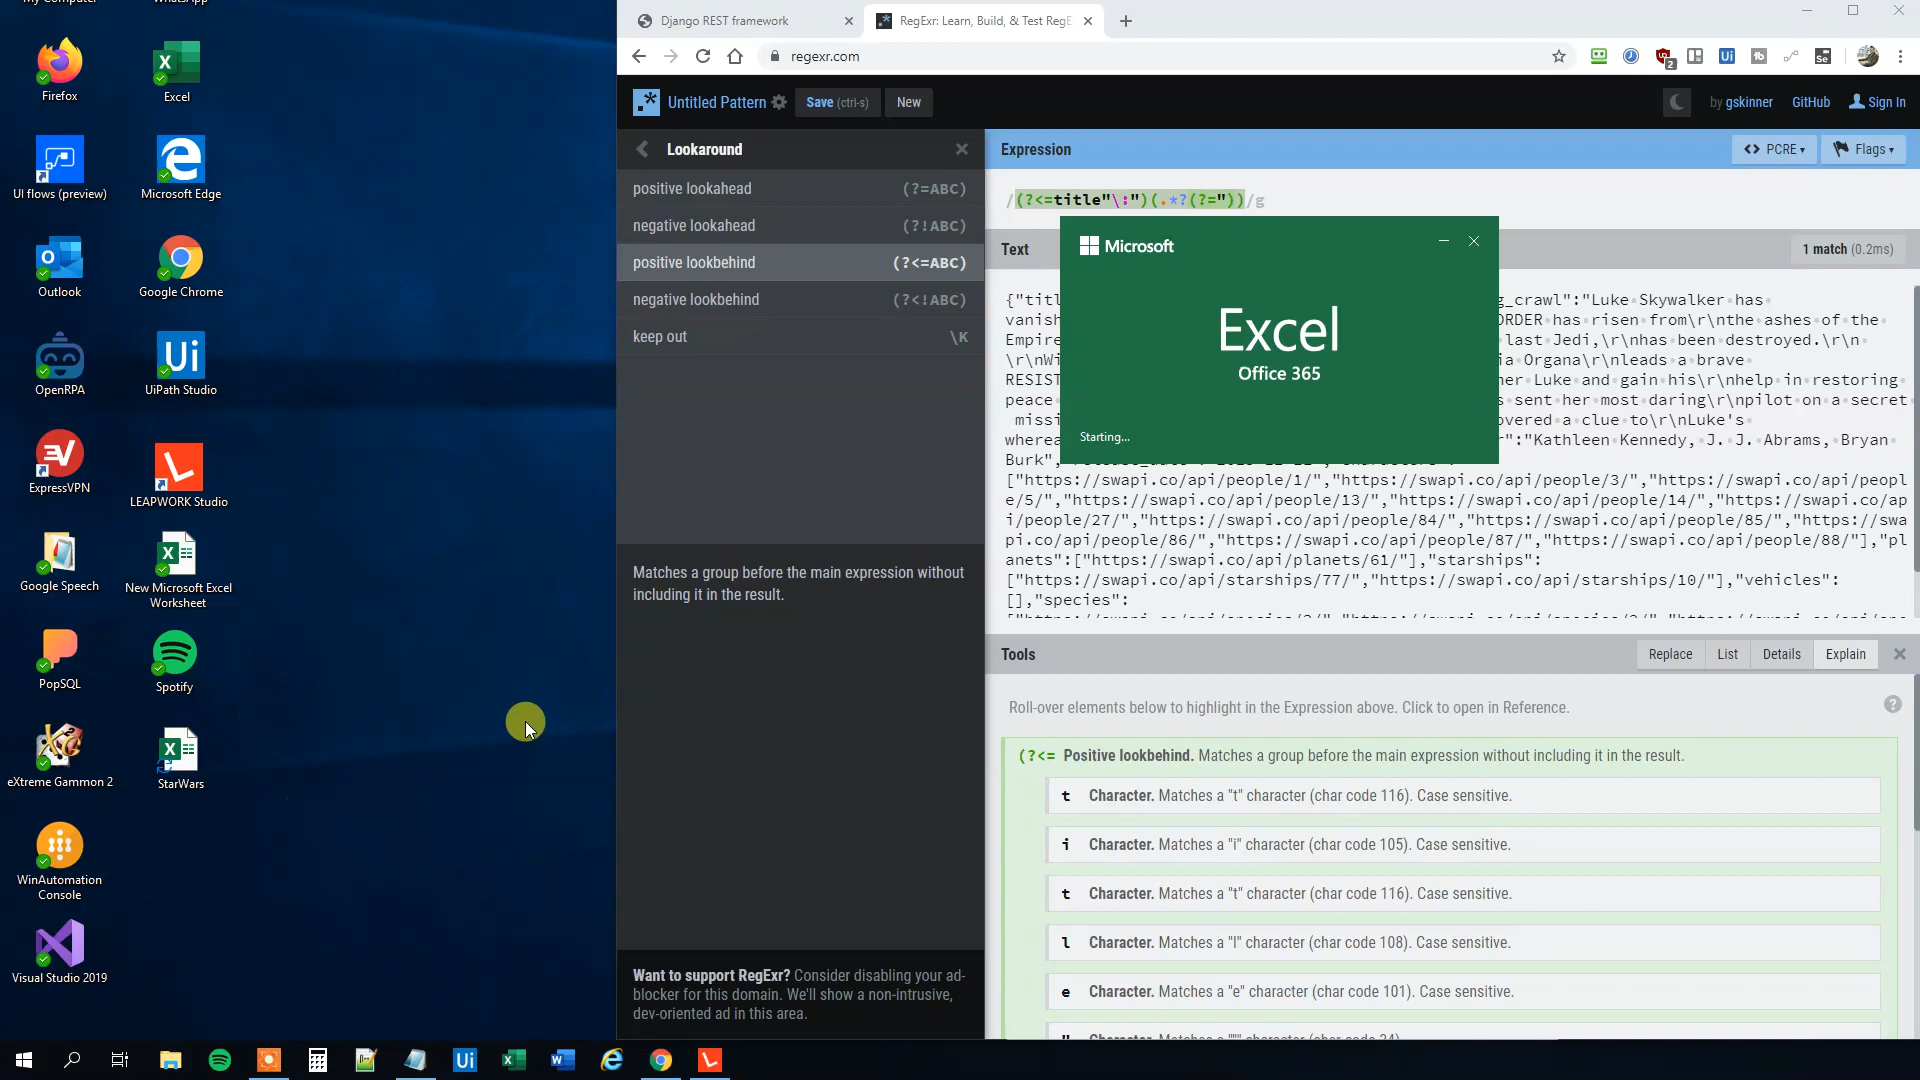 My Computer
WhatsApp
Firefox
Excel
UI flows (preview)
Microsoft Edge
Outlook
Google Chrome
OpenRPA
UiPath Studio
ExpressVPN
LEAPWORK Studio
Google Speech
New Microsoft Excel
Worksheet
PopSQL
Spotify
eXtreme Gammon 2
StarWars
WinAutomation
Console
Visual Studio 2019
Django REST framework
RegExr: Learn, Build, & Test RegE
regexr.com
Untitled Pattern
Save (ctrl-s)
New
by gskinner
GitHub
Sign In
Lookaround
positive lookahead (?=ABC)
negative lookahead (?!ABC)
positive lookbehind (?<=ABC)
negative lookbehind (?<!ABC)
keep out \K
Matches a group before the main expression without
including it in the result.
Want to support RegExr? Consider disabling your ad-
blocker for this domain. We'll show a non-intrusive,
dev-oriented ad in this area.
Expression
<> PCRE
Flags
/(?<=title"\:")(.*?(?="))/g
Text
1 match (0.2ms)
Microsoft
Excel
Office 365
Starting...
{"titl g_crawl":"Luke Skywalker has
vanish ORDER has risen from\r\nthe ashes of the
Empire last Jedi,\r\nhas been destroyed.\r\n
\r\nWi ia Organa\r\nleads a brave
RESIST her Luke and gain his\r\nhelp in restoring
peace s sent her most daring\r\npilot on a secret
missi overed a clue to\r\nLuke's
wherea r":"Kathleen Kennedy, J. J. Abrams, Bryan
Burk",
["https://swapi.co/api/people/1/","https://swapi.co/api/people/3/","https://swapi.co/api/peopl
e/5/","https://swapi.co/api/people/13/","https://swapi.co/api/people/14/","https://swapi.co/ap
i/people/27/","https://swapi.co/api/people/84/","https://swapi.co/api/people/85/","https://swa
pi.co/api/people/86/","https://swapi.co/api/people/87/","https://swapi.co/api/people/88/"],"pl
anets":["https://swapi.co/api/planets/61/"],"starships":
["https://swapi.co/api/starships/77/","https://swapi.co/api/starships/10/"],"vehicles":
[],"species":
Tools
Replace
List
Details
Explain
Roll-over elements below to highlight in the Expression above. Click to open in Reference.
(?<= Positive lookbehind. Matches a group before the main expression without including it in the result.
t Character. Matches a "t" character (char code 116). Case sensitive.
i Character. Matches a "i" character (char code 105). Case sensitive.
t Character. Matches a "t" character (char code 116). Case sensitive.
l Character. Matches a "l" character (char code 108). Case sensitive.
e Character. Matches a "e" character (char code 101). Case sensitive.